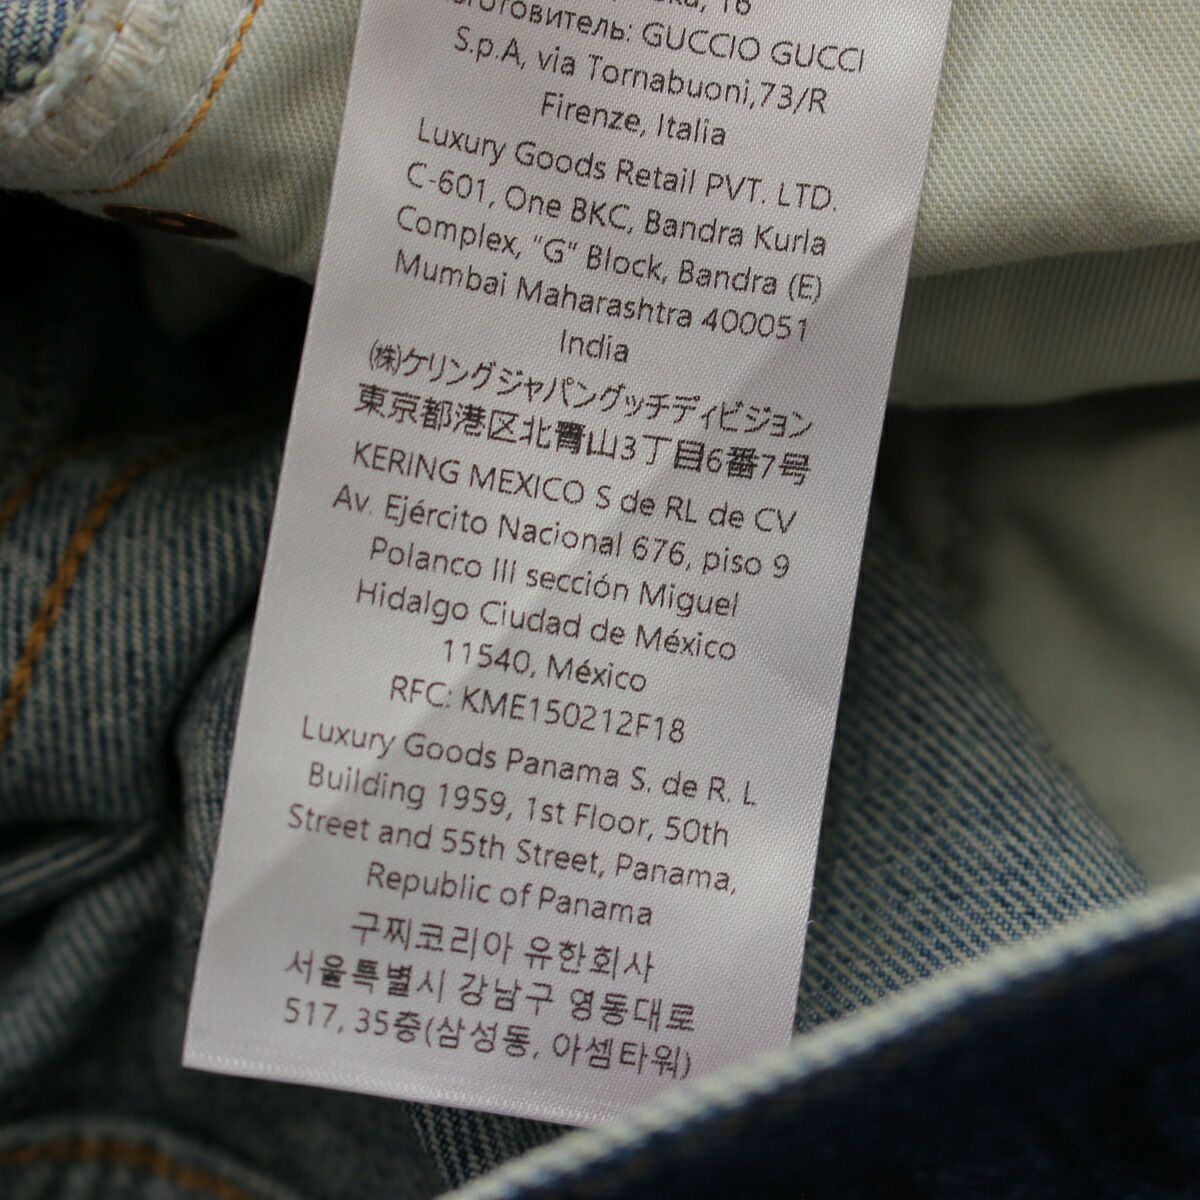 16
изготовитель: GUCCIO GUCCI
S.p.A, via Tornabuoni,73/R
Firenze, Italia
Luxury Goods Retail PVT. LTD.
C-601, One BKC, Bandra Kurla
Complex, "G" Block, Bandra (E)
Mumbai Maharashtra 400051
India
(株)ケリングジャパングッチディビジョン
東京都港区北青山3丁目6番7号
KERING MEXICO S de RL de CV
Av. Ejército Nacional 676, piso 9
Polanco III sección Miguel
Hidalgo Ciudad de México
11540, México
RFC: KME150212F18
Luxury Goods Panama S. de R. L
Building 1959, 1st Floor, 50th
Street and 55th Street, Panama,
Republic of Panama
구찌코리아 유한회사
서울특별시 강남구 영동대로
517, 35층(삼성동, 아셈타워)